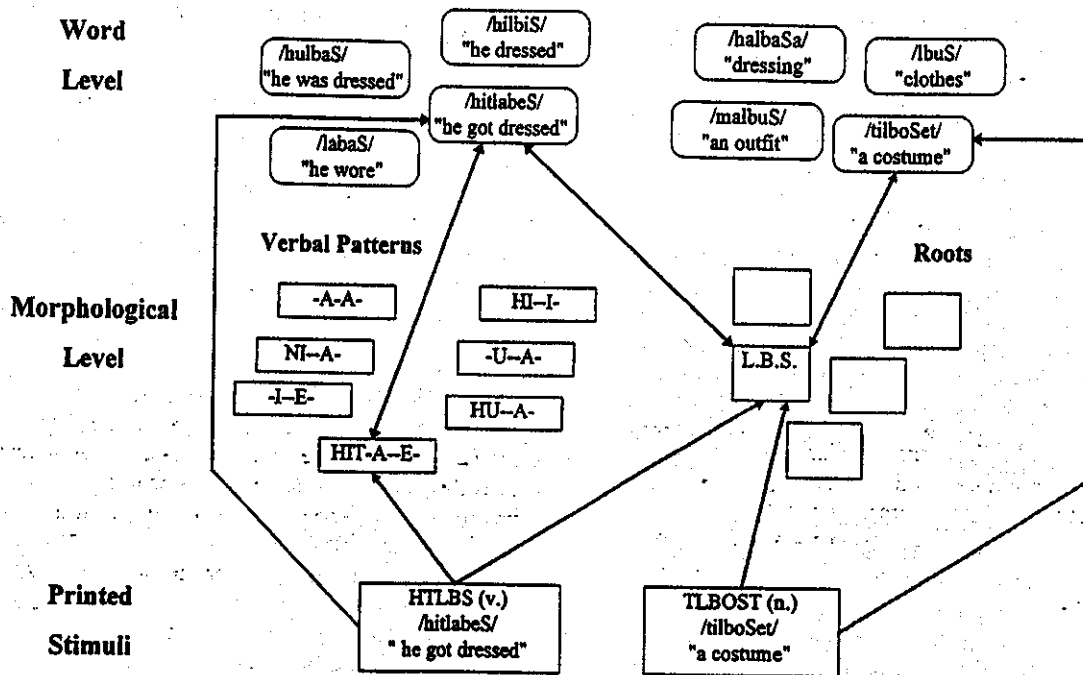 Word
Level
/hulbaS/
"he was dressed"
/hilbiS/
"he dressed"
/hitlabeS/
"he got dressed"
/labaS/
"he wore"
/halbaSa/
"dressing"
/lbuS/
"clothes"
/malbuS/
"an outfit"
/tilboSet/
"a costume"
Verbal Patterns
Roots
Morphological
Level
-A-A-
HI--I-
NI--A-
-U--A-
-I--E-
HU--A-
HIT-A--E-
L.B.S.
Printed
Stimuli
HTLBS (v.)
/hitlabeS/
" he got dressed"
TLBOST (n.)
/tilboSet/
"a costume"